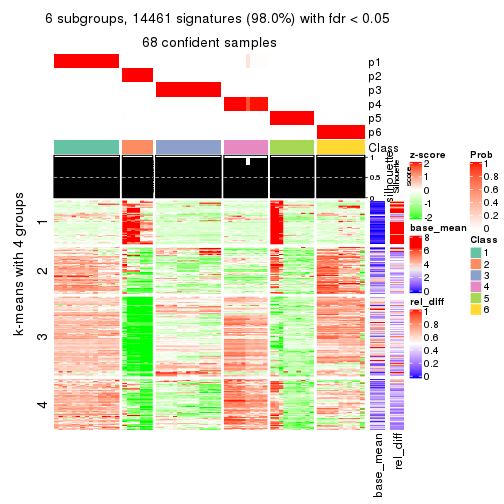 6 subgroups, 14461 signatures (98.0%) with fdr < 0.05
68 confident samples
p1
p2
p3
p4
p5
p6
Class
1
0.5
0
silhouette
Silhouette
score
k-means with 4 groups
1
2
3
4
base_mean
rel_diff
z-score
2
1
0
-1
-2
base_mean
8
6
4
2
0
rel_diff
1
0.8
0.6
0.4
0.2
0
Prob
1
0.8
0.6
0.4
0.2
0
Class
1
2
3
4
5
6